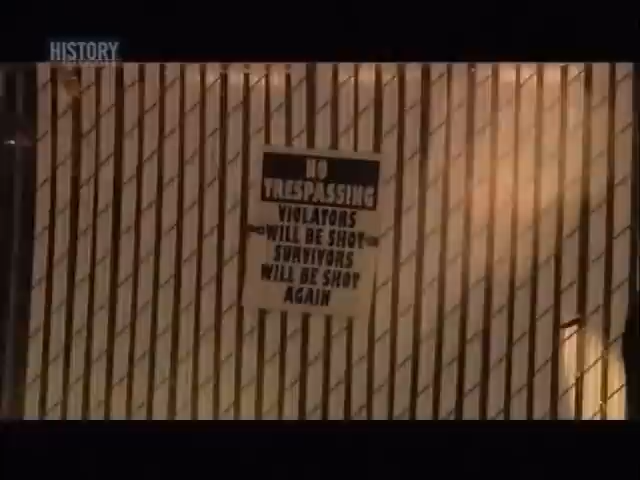 HISTORY
NO
TRESPASSING
VIOLATORS
WILL BE SHOT
SURVIVORS
WILL BE SHOT
AGAIN